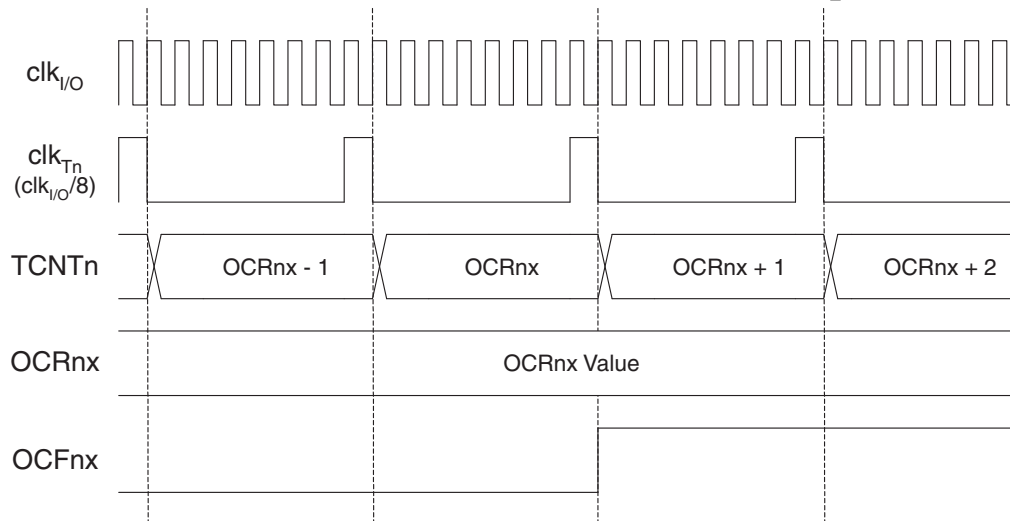 clkI/O
clkTn
(clkI/O/8)
TCNTn
OCRnx - 1
OCRnx
OCRnx + 1
OCRnx + 2
OCRnx
OCRnx Value
OCFnx